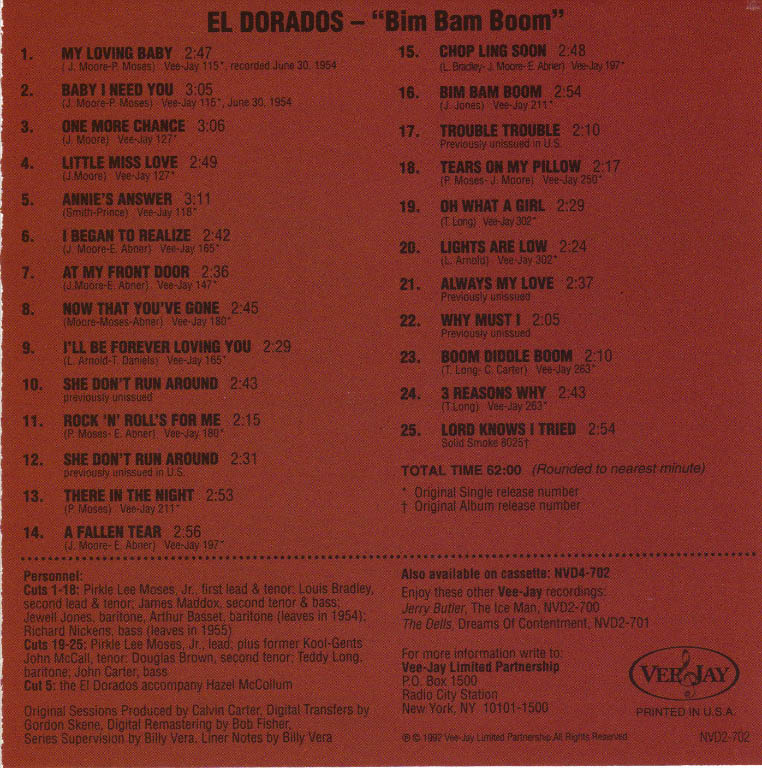 EL DORADOS – “Bim Bam Boom”
1. MY LOVING BABY 2:47
( J. Moore-P. Moses) Vee-Jay 115*, recorded June 30, 1954
2. BABY I NEED YOU 3:05
(J. Moore-P. Moses) Vee-Jay 115*, June 30, 1954
3. ONE MORE CHANCE 3:06
(J. Moore) Vee-Jay 127*
4. LITTLE MISS LOVE 2:49
(J.Moore) Vee-Jay 127*
5. ANNIE'S ANSWER 3:11
(Smith-Prince) Vee-Jay 118*
6. I BEGAN TO REALIZE 2:42
(J. Moore-E. Abner) Vee-Jay 165*
7. AT MY FRONT DOOR 2:36
(J.Moore-E. Abner) Vee-Jay 147*
8. NOW THAT YOU'VE GONE 2:45
(Moore-Moses-Abner) Vee-Jay 180*
9. I'LL BE FOREVER LOVING YOU 2:29
(L. Arnold-T. Daniels) Vee-Jay 165*
10. SHE DON'T RUN AROUND 2:43
previously unissued
11. ROCK 'N' ROLL'S FOR ME 2:15
(P. Moses- E. Abner) Vee-Jay 180*
12. SHE DON'T RUN AROUND 2:31
previously unissued in U.S.
13. THERE IN THE NIGHT 2:53
(P. Moses) Vee-Jay 211*
14. A FALLEN TEAR 2:56
(J. Moore- E. Abner) Vee-Jay 197*
15. CHOP LING SOON 2:48
(L. Bradley- J. Moore- E. Abner) Vee-Jay 197*
16. BIM BAM BOOM 2:54
(J. Jones) Vee-Jay 211*
17. TROUBLE TROUBLE 2:10
Previously unissued in U.S.
18. TEARS ON MY PILLOW 2:17
(P. Moses- J. Moore) Vee-Jay 250*
19. OH WHAT A GIRL 2:29
(T. Long) Vee-Jay 302*
20. LIGHTS ARE LOW 2:24
(L. Arnold) Vee-Jay 302*
21. ALWAYS MY LOVE 2:37
Previously unissued
22. WHY MUST I 2:05
Previously unissued
23. BOOM DIDDLE BOOM 2:10
(T. Long- C. Carter) Vee-Jay 263*
24. 3 REASONS WHY 2:43
(T.Long) Vee-Jay 263*
25. LORD KNOWS I TRIED 2:54
Solid Smoke 8025†
TOTAL TIME 62:00 (Rounded to nearest minute)
* Original Single release number
† Original Album release number
Personnel:
Cuts 1-18: Pirkle Lee Moses, Jr., first lead & tenor; Louis Bradley,
second lead & tenor; James Maddox, second tenor & bass;
Jewell Jones, baritone, Arthur Basset, baritone (leaves in 1954);
Richard Nickens, bass (leaves in 1955)
Cuts 19-25: Pirkle Lee Moses, Jr., lead; plus former Kool-Gents
John McCall, tenor; Douglas Brown, second tenor; Teddy Long,
baritone; John Carter, bass
Cut 5: the El Dorados accompany Hazel McCollum
Original Sessions Produced by Calvin Carter, Digital Transfers by
Gordon Skene, Digital Remastering by Bob Fisher,
Series Supervision by Billy Vera. Liner Notes by Billy Vera
Also available on cassette: NVD4-702
Enjoy these other Vee-Jay recordings:
Jerry Butler, The Ice Man, NVD2-700
The Dells, Dreams Of Contentment, NVD2-701
For more information write to:
Vee-Jay Limited Partnership
P.O. Box 1500
Radio City Station
New York, NY 10101-1500
℗ © 1992 Vee-Jay Limited Partnership All Rights Reserved
VEE JAY
PRINTED IN U.S.A.
NVD2-702